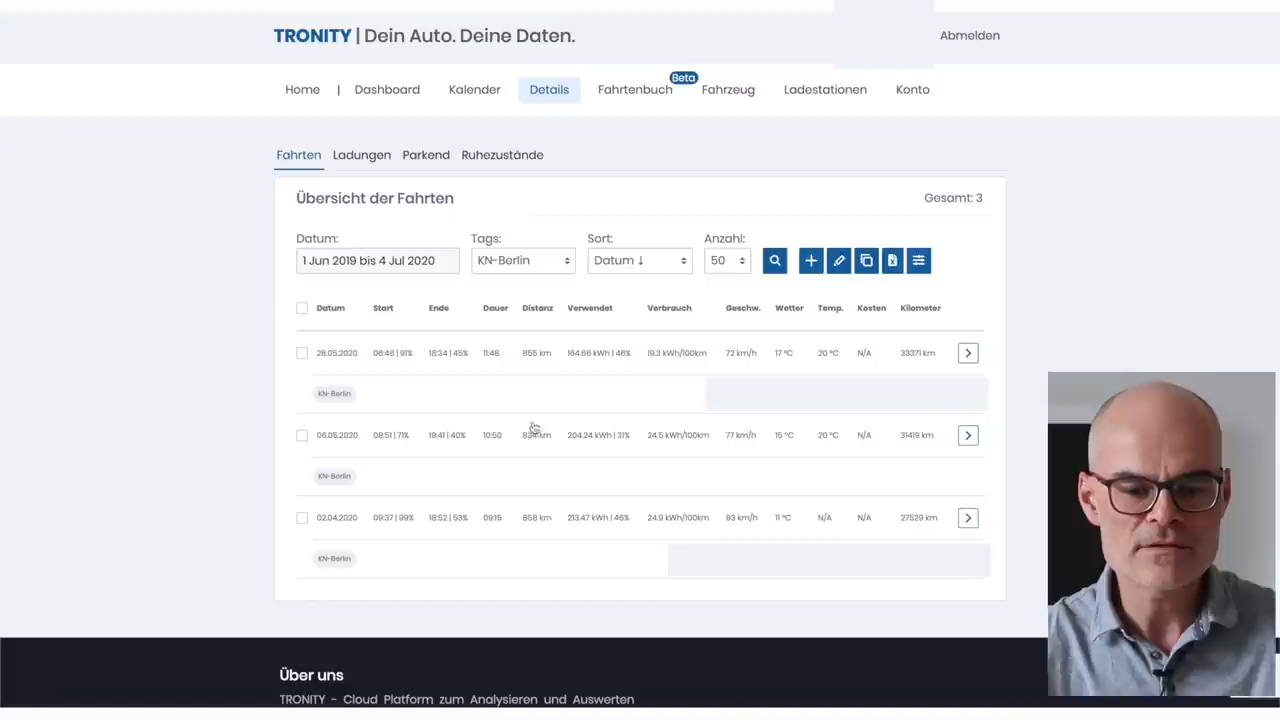 TRONITY | Dein Auto. Deine Daten.
Abmelden
Home | Dashboard Kalender Details Fahrtenbuch Beta Fahrzeug Ladestationen Konto
Fahrten Ladungen Parkend Ruhezustände
Übersicht der Fahrten
Gesamt: 3
Datum: Tags: Sort: Anzahl:
1 Jun 2019 bis 4 Jul 2020 KN-Berlin Datum ↓ 50
Datum Start Ende Dauer Distanz Verwendet Verbrauch Geschw. Wetter Temp. Kosten Kilometer
28.05.2020 06:46 | 91% 18:34 | 45% 11:48 855 km 164.66 kWh | 46% 19.3 kWh/100km 72 km/h 17 °C 20 °C N/A 33371 km
KN-Berlin
06.05.2020 08:51 | 71% 19:41 | 40% 10:50 km 204.24 kWh | 31% 24.5 kWh/100km 77 km/h 15 °C 20 °C N/A 31419 km
KN-Berlin
02.04.2020 09:37 | 99% 18:52 | 53% 09:15 858 km 213.47 kWh | 46% 24.9 kWh/100km 93 km/h 11 °C N/A N/A 27529 km
KN-Berlin
Über uns
TRONITY - Cloud Platform zum Analysieren und Auswerten